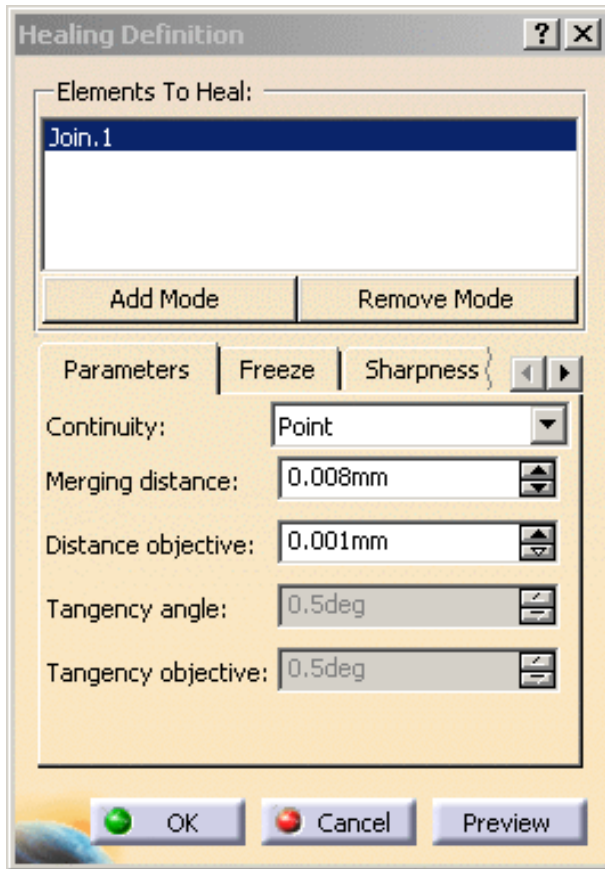 Healing Definition ? X
Elements To Heal:
Join.1
Add Mode Remove Mode
Parameters Freeze Sharpness
Continuity: Point
Merging distance: 0.008mm
Distance objective: 0.001mm
Tangency angle: 0.5deg
Tangency objective: 0.5deg
OK Cancel Preview